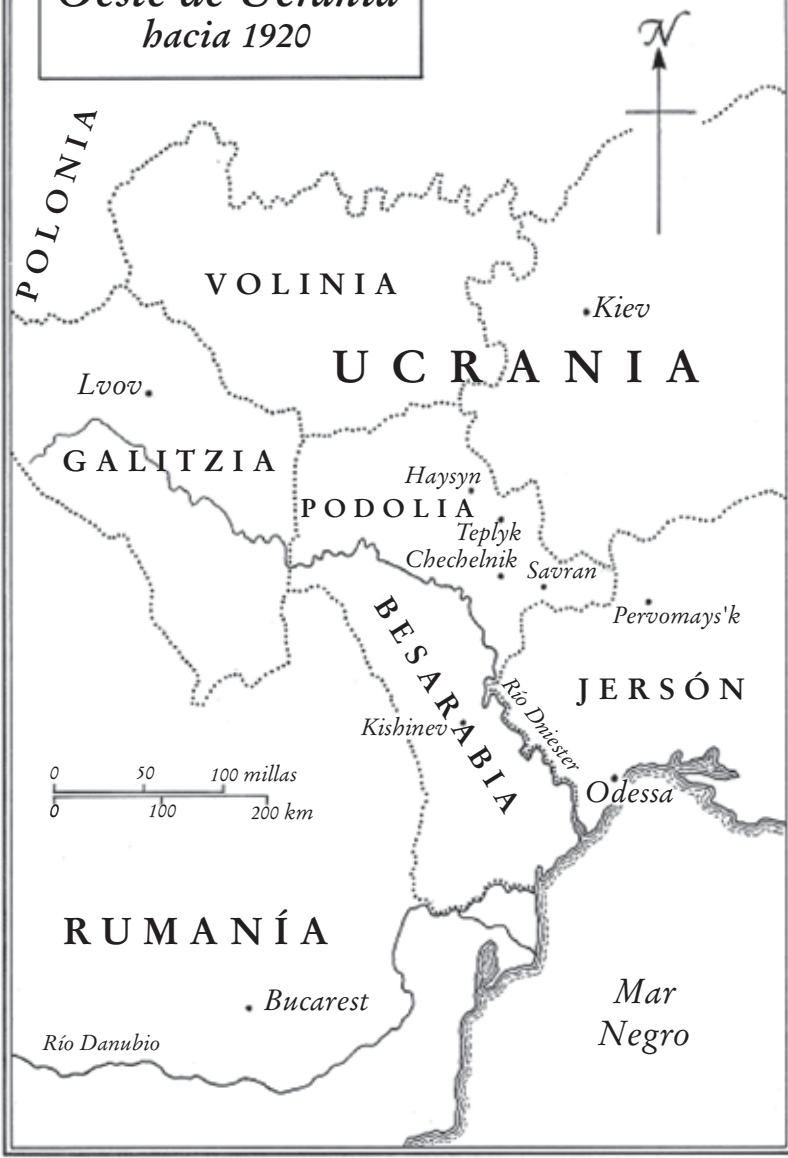 Oeste de Ucrania
hacia 1920
N
POLONIA
VOLINIA
Kiev
UCRANIA
Lvov
GALITZIA
Haysyn
PODOLIA
Teplyk
Chechelnik
Savran
Pervomays'k
BESARABIA
JERSÓN
Río Dniester
Kishinev
0 50 100 millas
0 100 200 km
Odessa
RUMANÍA
Mar
Negro
Bucarest
Río Danubio